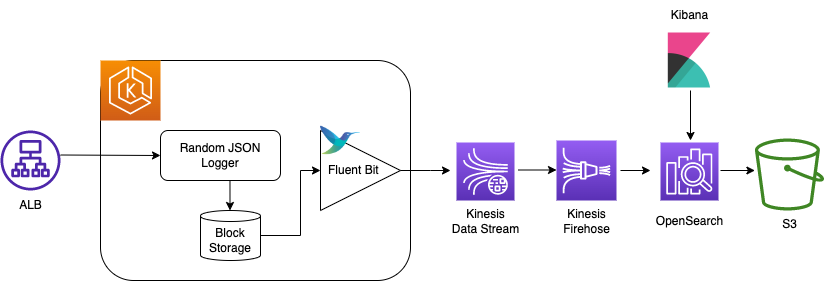 Kibana
K
Random JSON
Logger
Fluent Bit
ALB
Block
Storage
Kinesis
Data Stream
Kinesis
Firehose
OpenSearch
S3